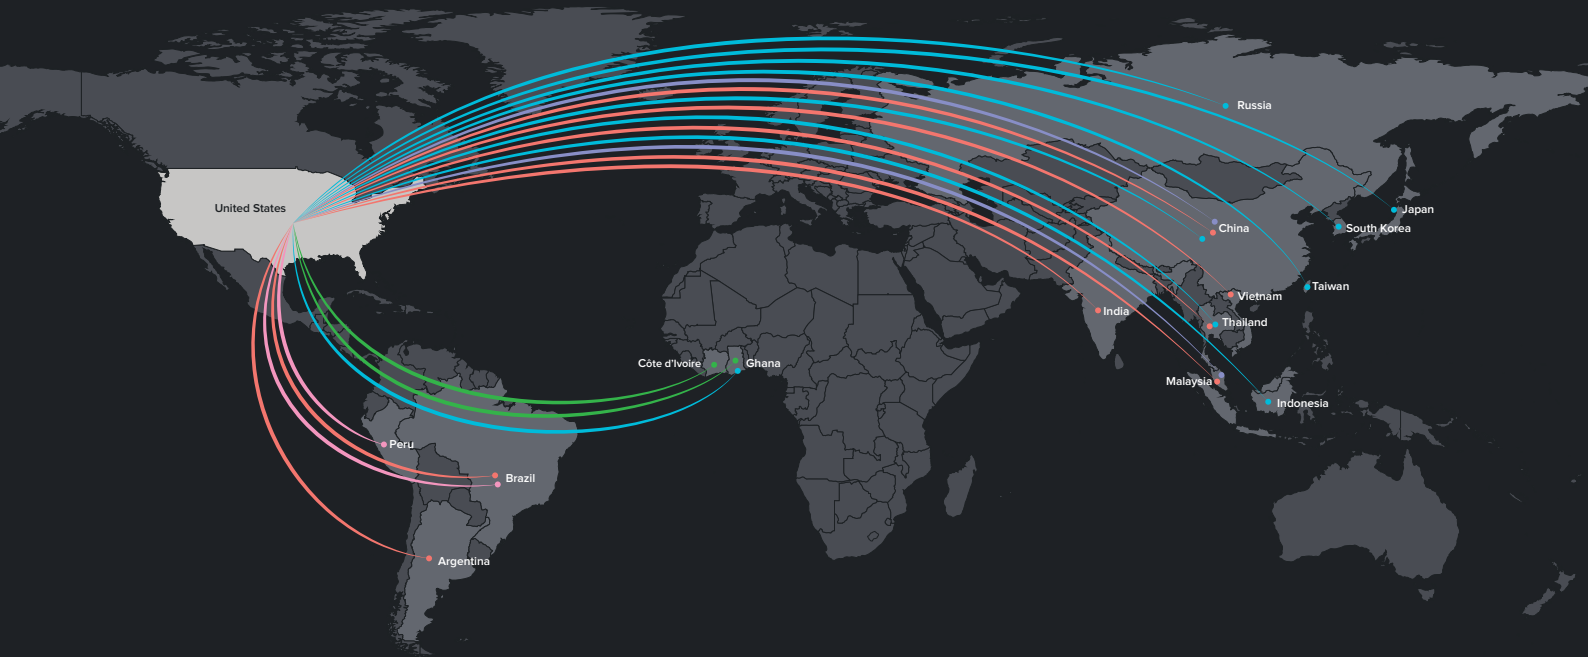 Russia
United States
Japan
China
South Korea
Taiwan
Vietnam
India
Thailand
Côte d'Ivoire
Ghana
Malaysia
Indonesia
Peru
Brazil
Argentina